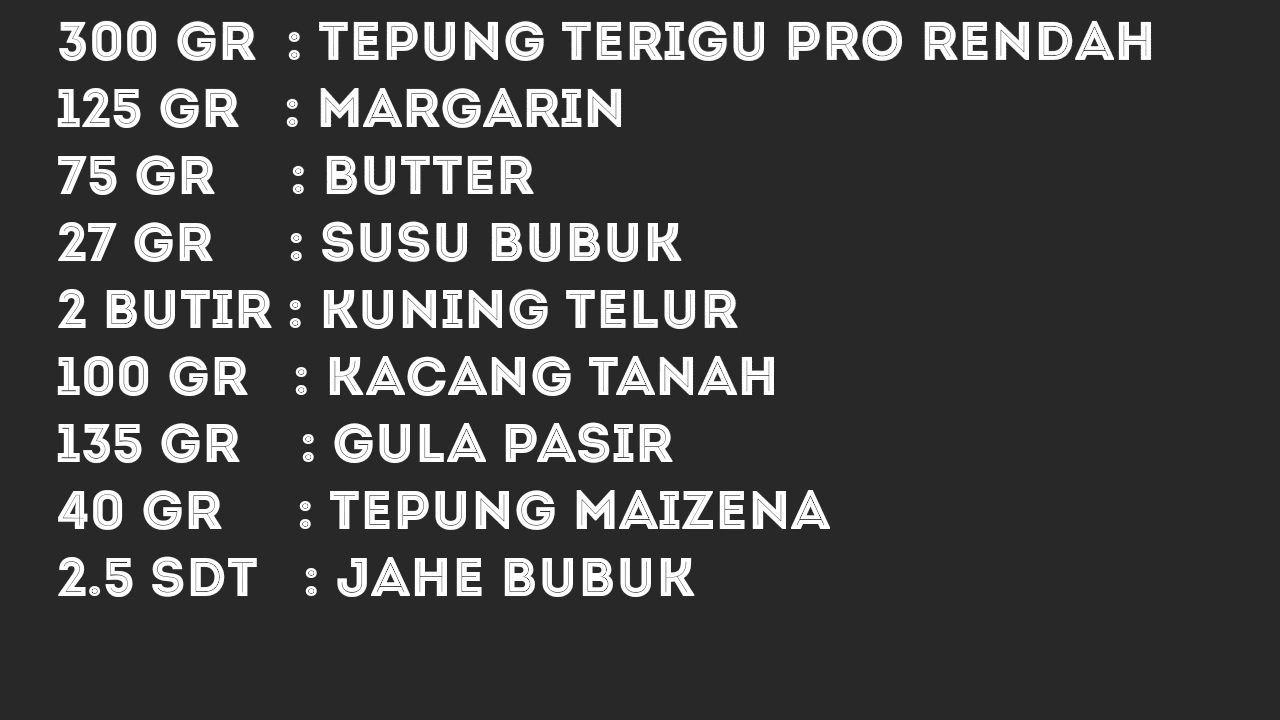 300 GR : TEPUNG TERIGU PRO RENDAH
125 GR : MARGARIN
75 GR : BUTTER
27 GR : SUSU BUBUK
2 BUTIR : KUNING TELUR
100 GR : KACANG TANAH
135 GR : GULA PASIR
40 GR : TEPUNG MAIZENA
2.5 SDT : JAHE BUBUK